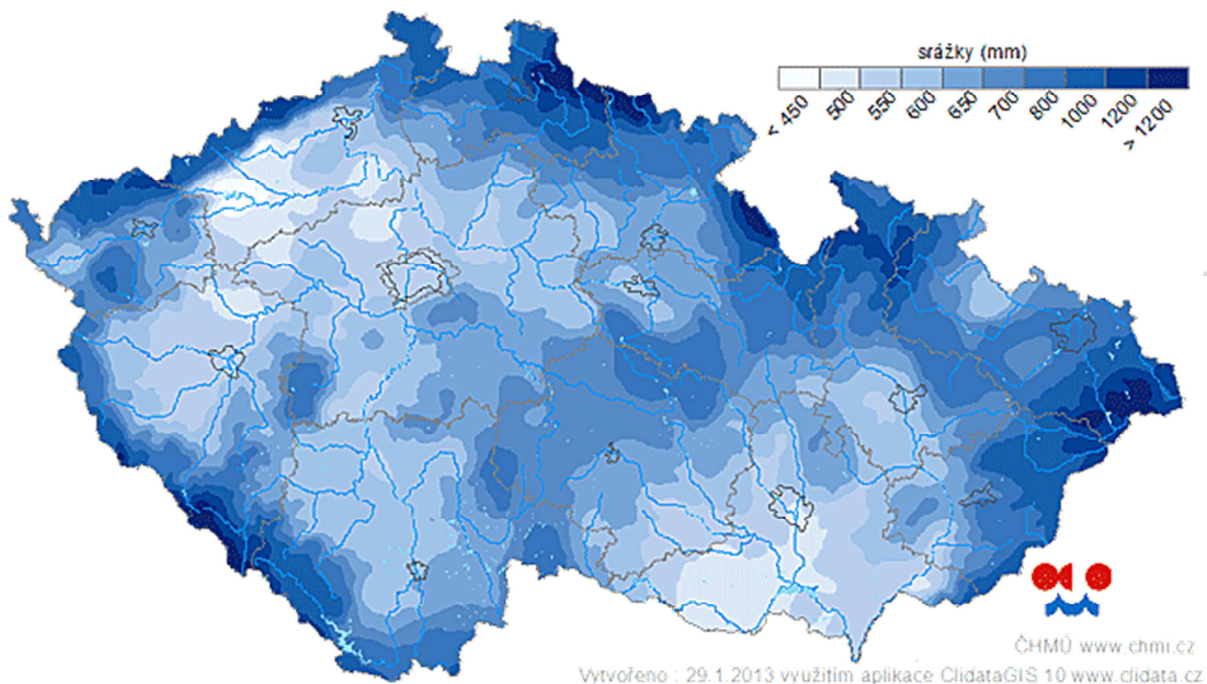 srážky (mm)
< 450 500 550 600 650 700 800 1000 1200 > 1200
ČHMÚ www.chmi.cz
Vytvořeno : 29.1.2013 využitím aplikace ClidataGIS 10 www.clidata.cz